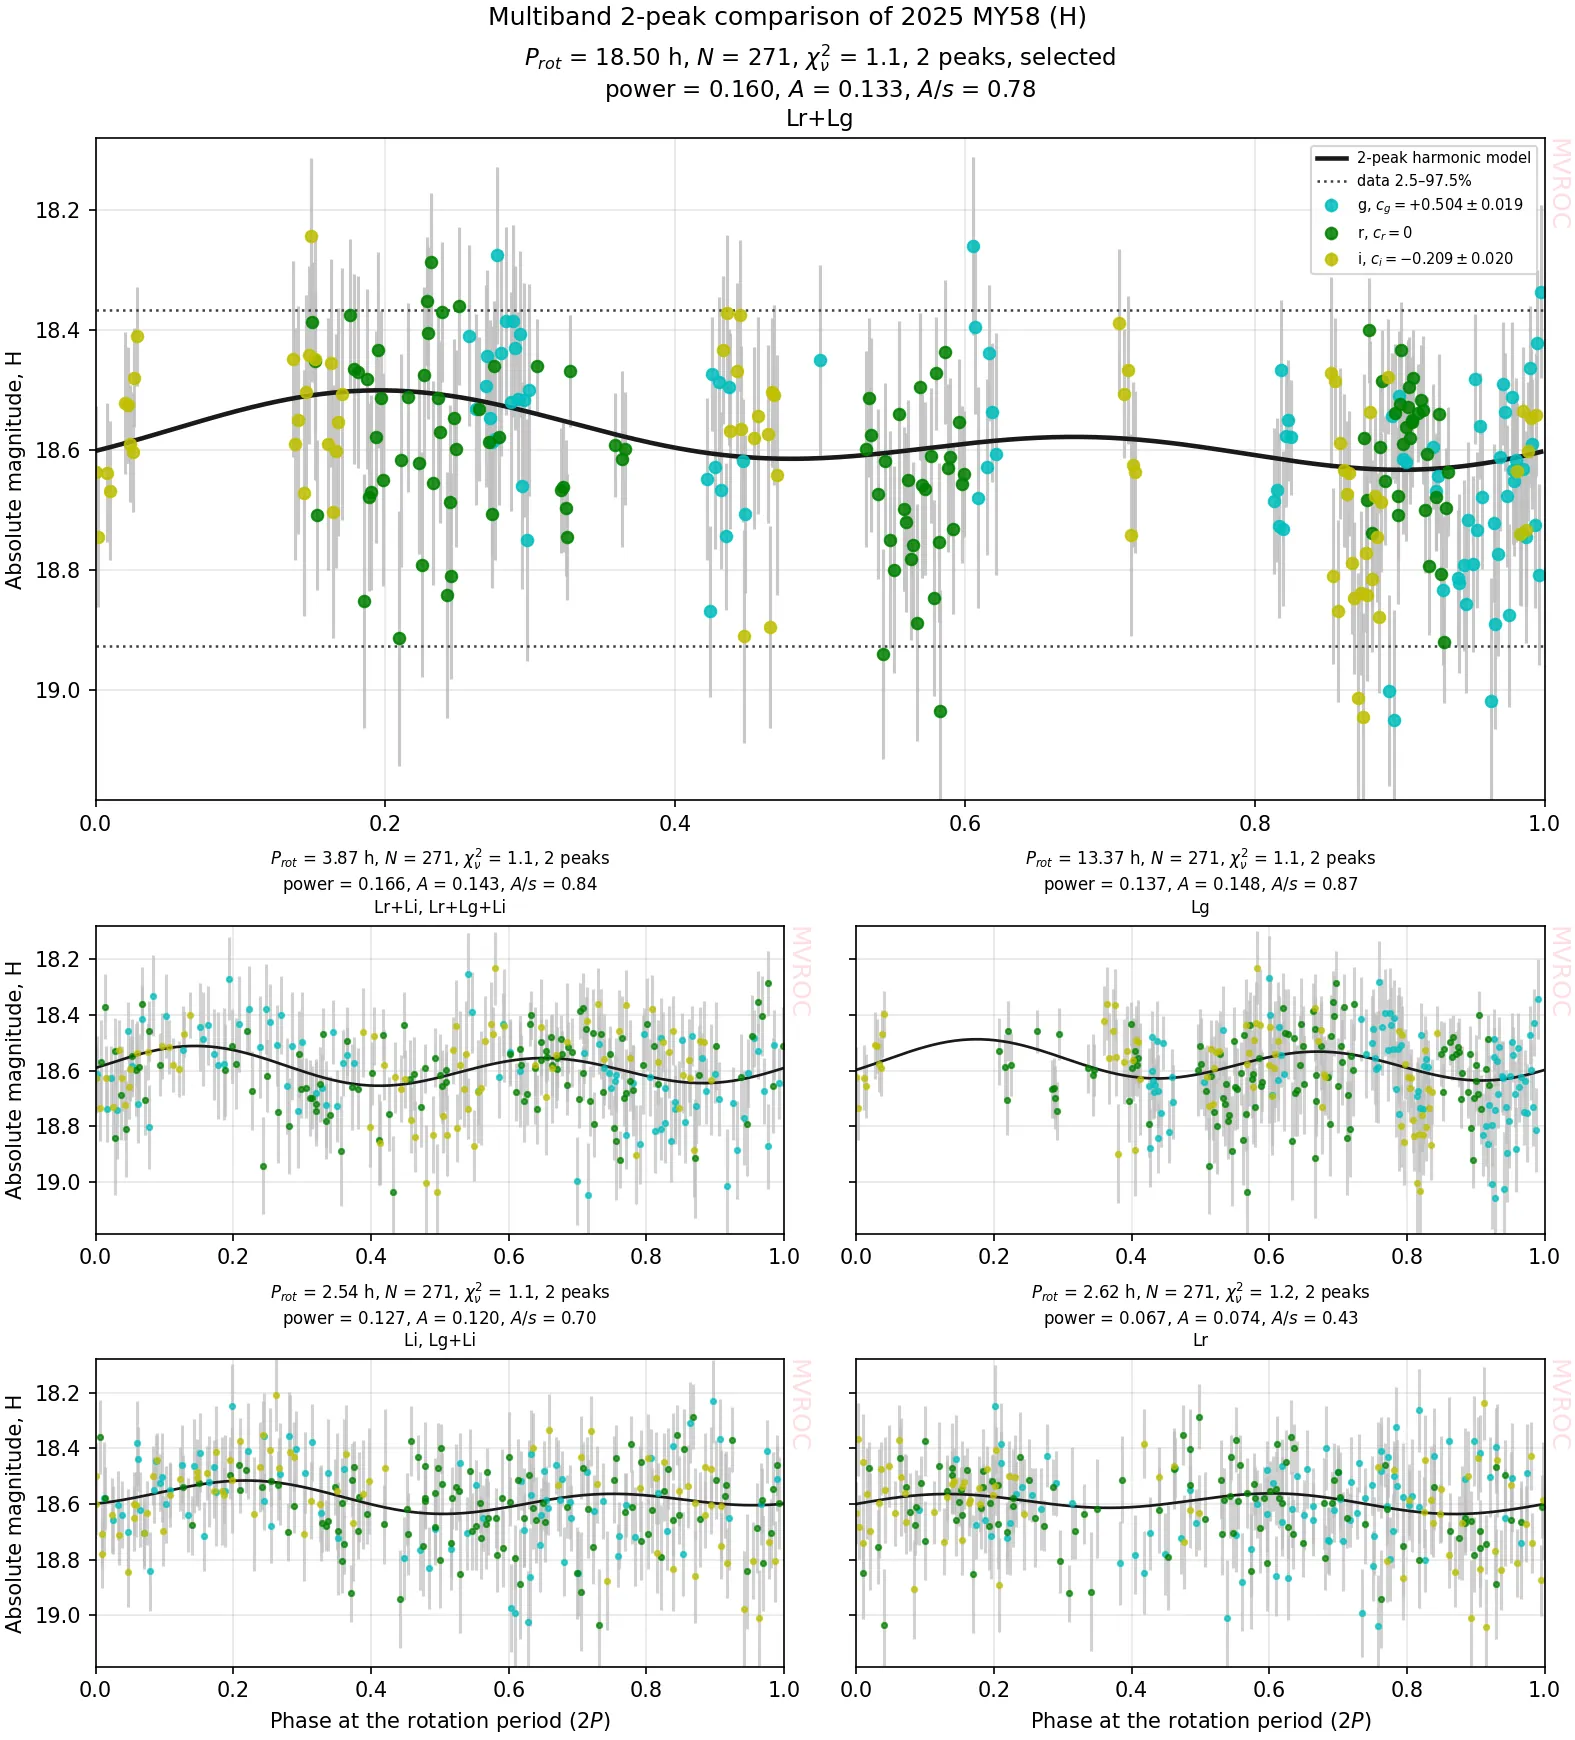 Multiband 2-peak comparison of 2025 MY58 (H)
P_rot = 18.50 h, N = 271, χ²_ν = 1.1, 2 peaks, selected
power = 0.160, A = 0.133, A/s = 0.78
Lr+Lg
2-peak harmonic model
data 2.5–97.5%
g, c_g = +0.504 ± 0.019
r, c_r = 0
i, c_i = −0.209 ± 0.020
MVROC
Absolute magnitude, H
18.2
18.4
18.6
18.8
19.0
0.0 0.2 0.4 0.6 0.8 1.0
P_rot = 3.87 h, N = 271, χ²_ν = 1.1, 2 peaks
power = 0.166, A = 0.143, A/s = 0.84
Lr+Li, Lr+Lg+Li
MVROC
Absolute magnitude, H
18.2
18.4
18.6
18.8
19.0
0.0 0.2 0.4 0.6 0.8 1.0
P_rot = 13.37 h, N = 271, χ²_ν = 1.1, 2 peaks
power = 0.137, A = 0.148, A/s = 0.87
Lg
MVROC
0.0 0.2 0.4 0.6 0.8 1.0
P_rot = 2.54 h, N = 271, χ²_ν = 1.1, 2 peaks
power = 0.127, A = 0.120, A/s = 0.70
Li, Lg+Li
MVROC
Absolute magnitude, H
18.2
18.4
18.6
18.8
19.0
0.0 0.2 0.4 0.6 0.8 1.0
Phase at the rotation period (2P)
P_rot = 2.62 h, N = 271, χ²_ν = 1.2, 2 peaks
power = 0.067, A = 0.074, A/s = 0.43
Lr
MVROC
0.0 0.2 0.4 0.6 0.8 1.0
Phase at the rotation period (2P)